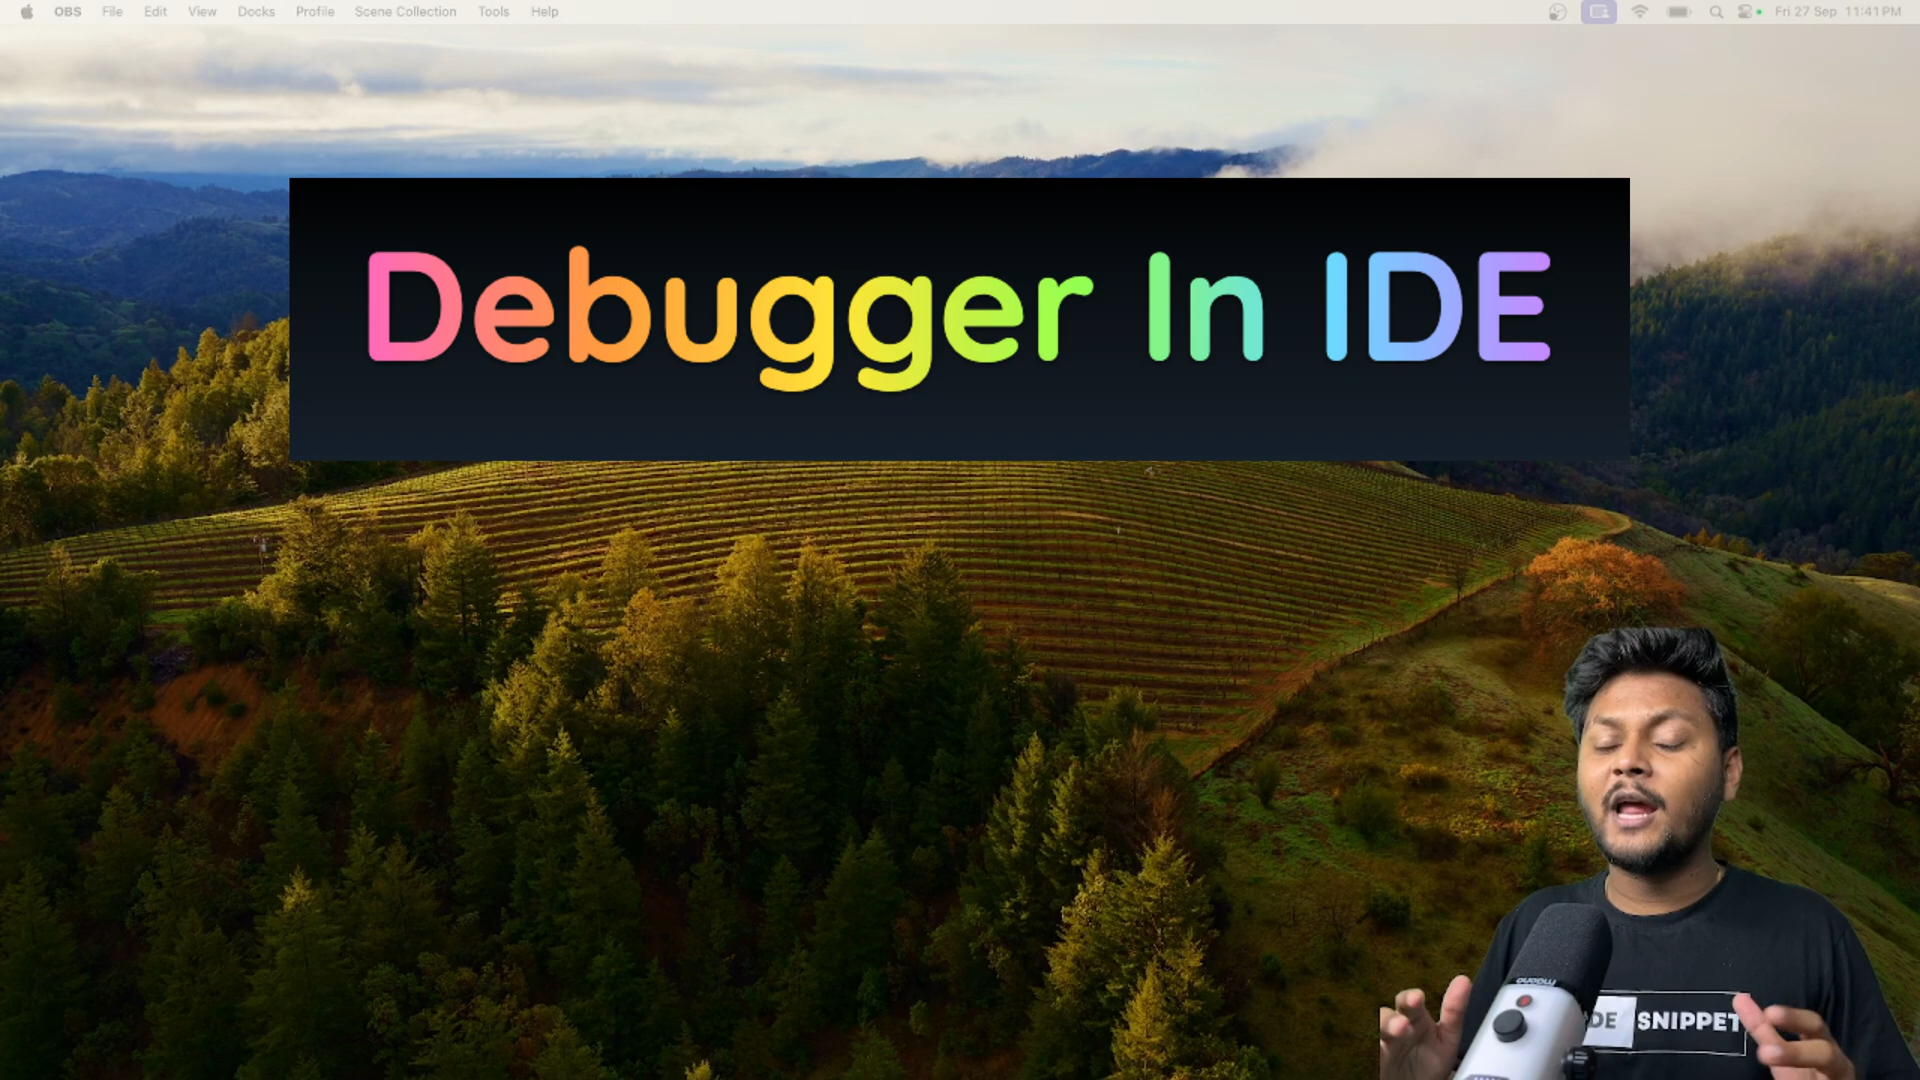 OBS File Edit View Docks Profile Scene Collection Tools Help Fri 27 Sep 11:41 PM
Debugger In IDE
maono
DE SNIPPET